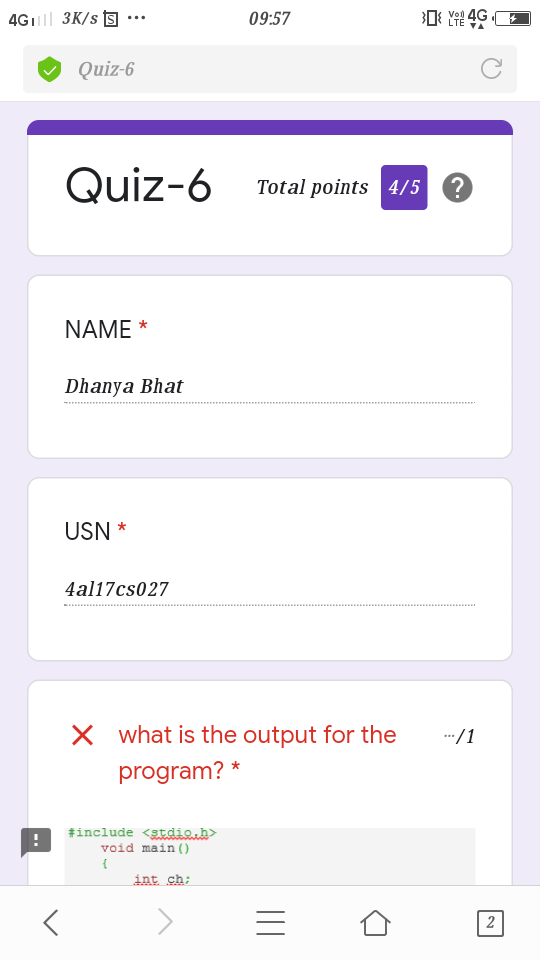 4G 3K/s S ... 09:57 Vo) LTE 4G
Quiz-6
Quiz-6 Total points 4/5 ?
NAME *
Dhanya Bhat
USN *
4al17cs027
what is the output for the ···/1
program? *
#include <stdio.h>
void main()
{
int ch;
2